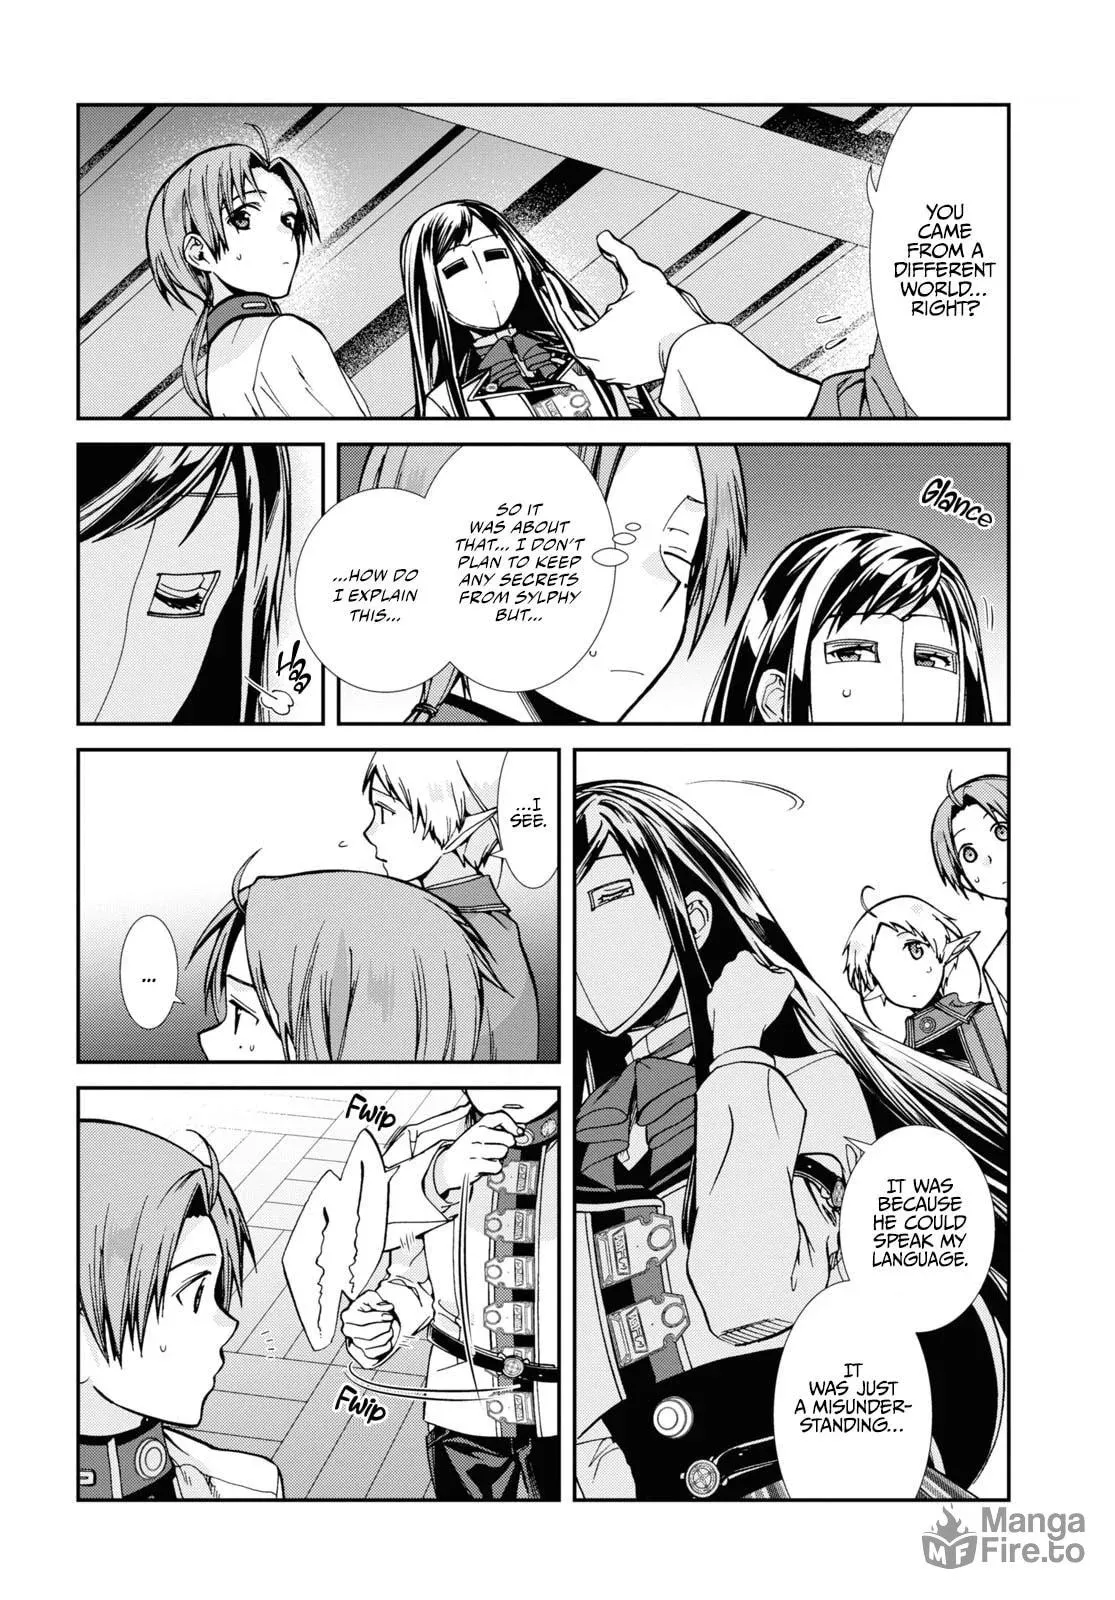 YOU
CAME
FROM A
DIFFERENT
WORLD...
RIGHT?
Glance
SO IT
WAS ABOUT
THAT... I DON'T
PLAN TO KEEP
ANY SECRETS
FROM SYLPHY
BUT...
...HOW DO
I EXPLAIN
THIS...
Haa
IT WAS
BECAUSE
HE COULD
SPEAK MY
LANGUAGE.
IT
WAS JUST
A MISUNDER-
STANDING...
...I
SEE.
...
Fwip
Fwip
Manga
Fire.to
MF